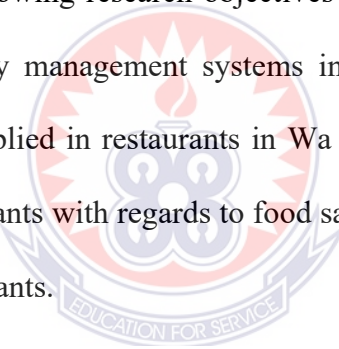 owing research objectives
y management systems in
plied in restaurants in Wa
ants with regards to food sa
ants.
EDUCATION FOR SERVICE